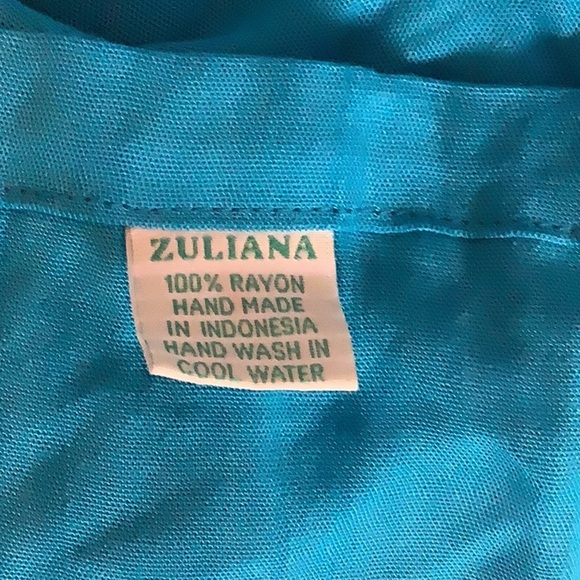 ZULIANA
100% RAYON
HAND MADE
IN INDONESIA
HAND WASH IN
COOL WATER